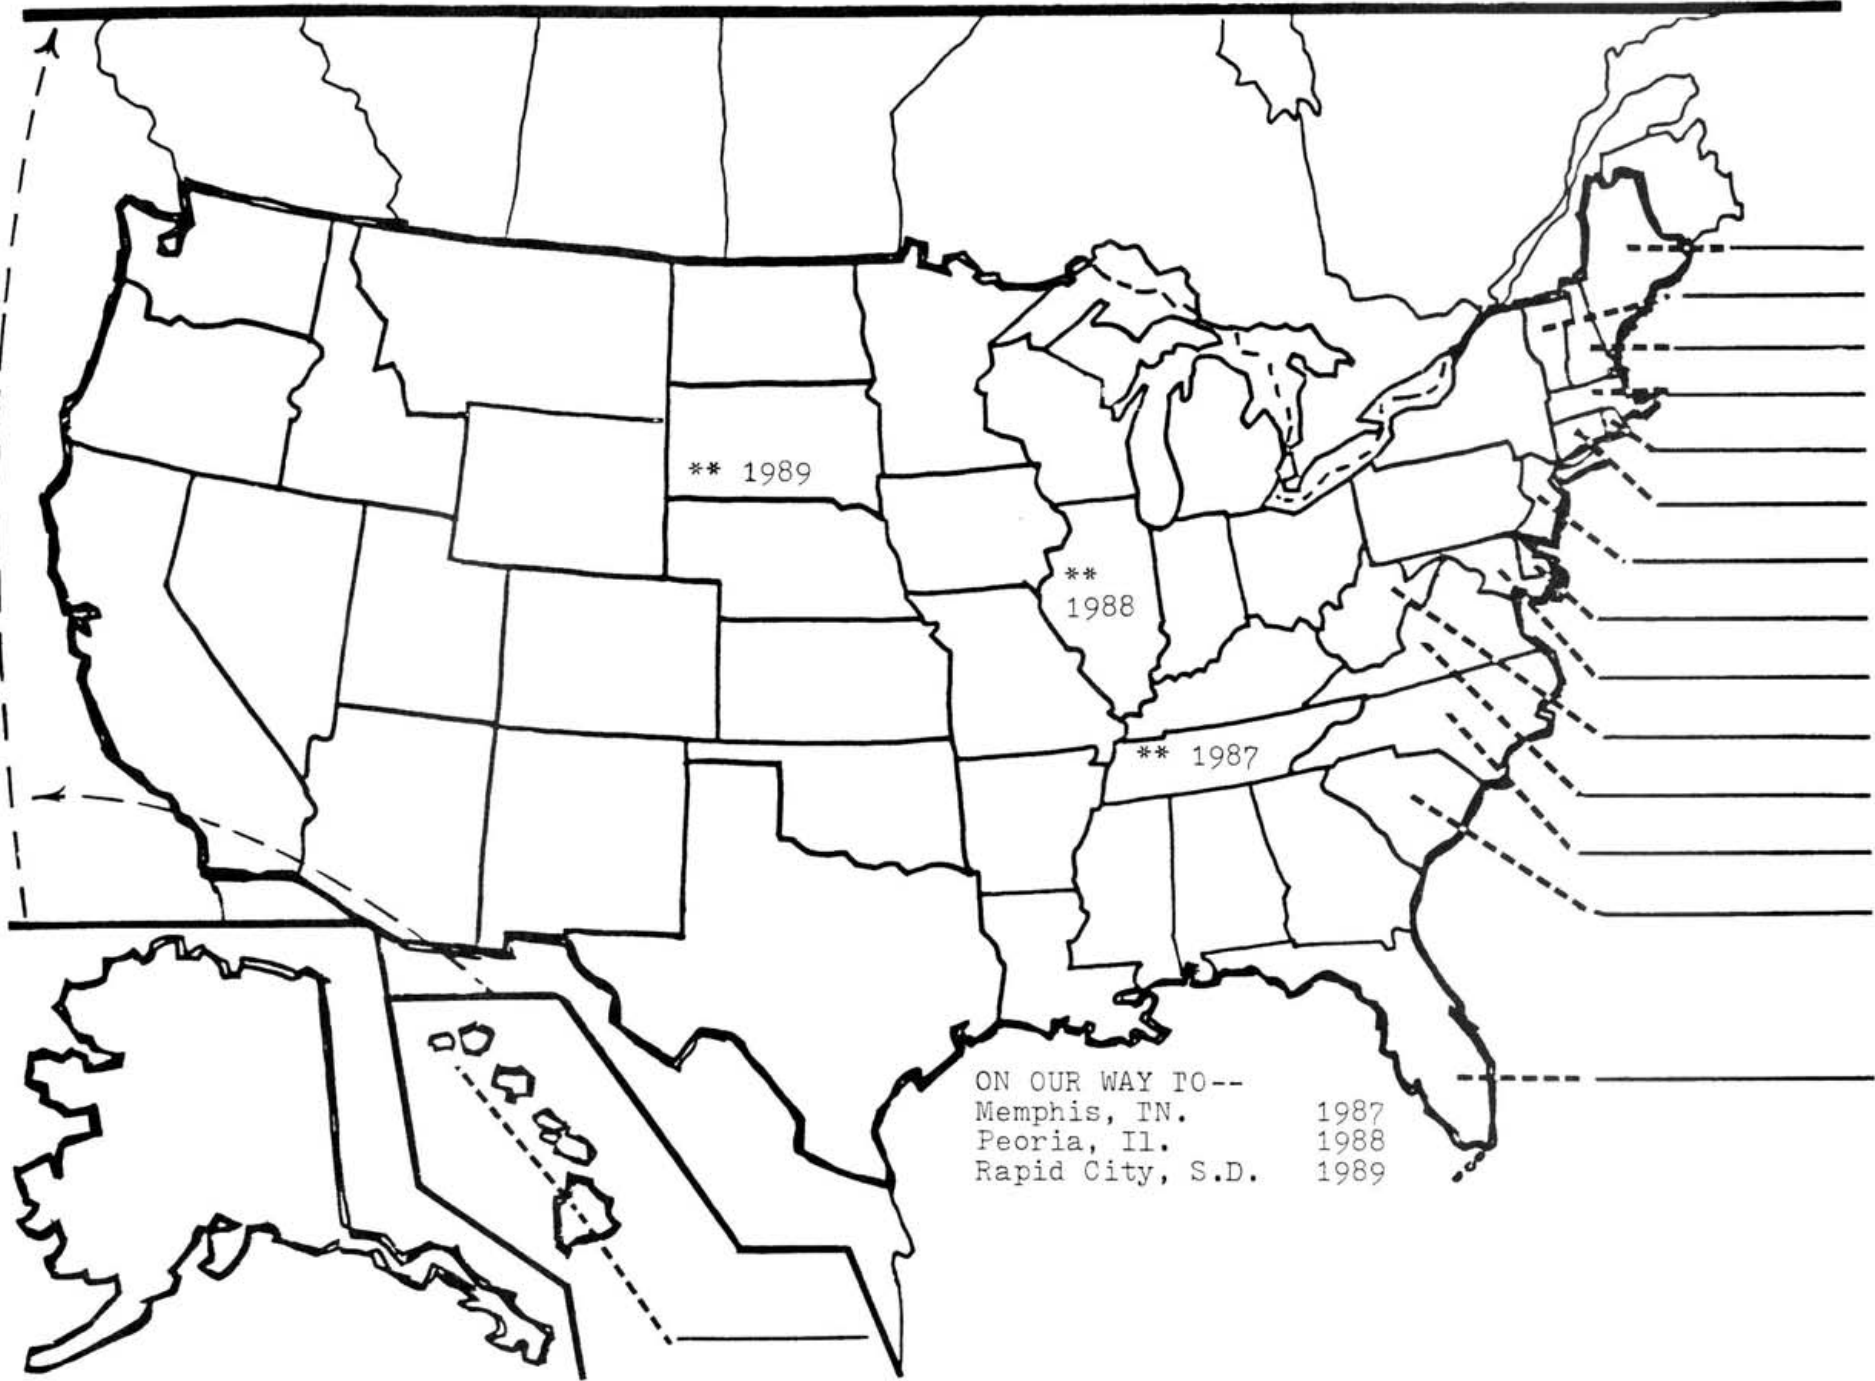 ** 1989
**
1988
** 1987
ON OUR WAY TO--
Memphis, TN. 1987
Peoria, Il. 1988
Rapid City, S.D. 1989